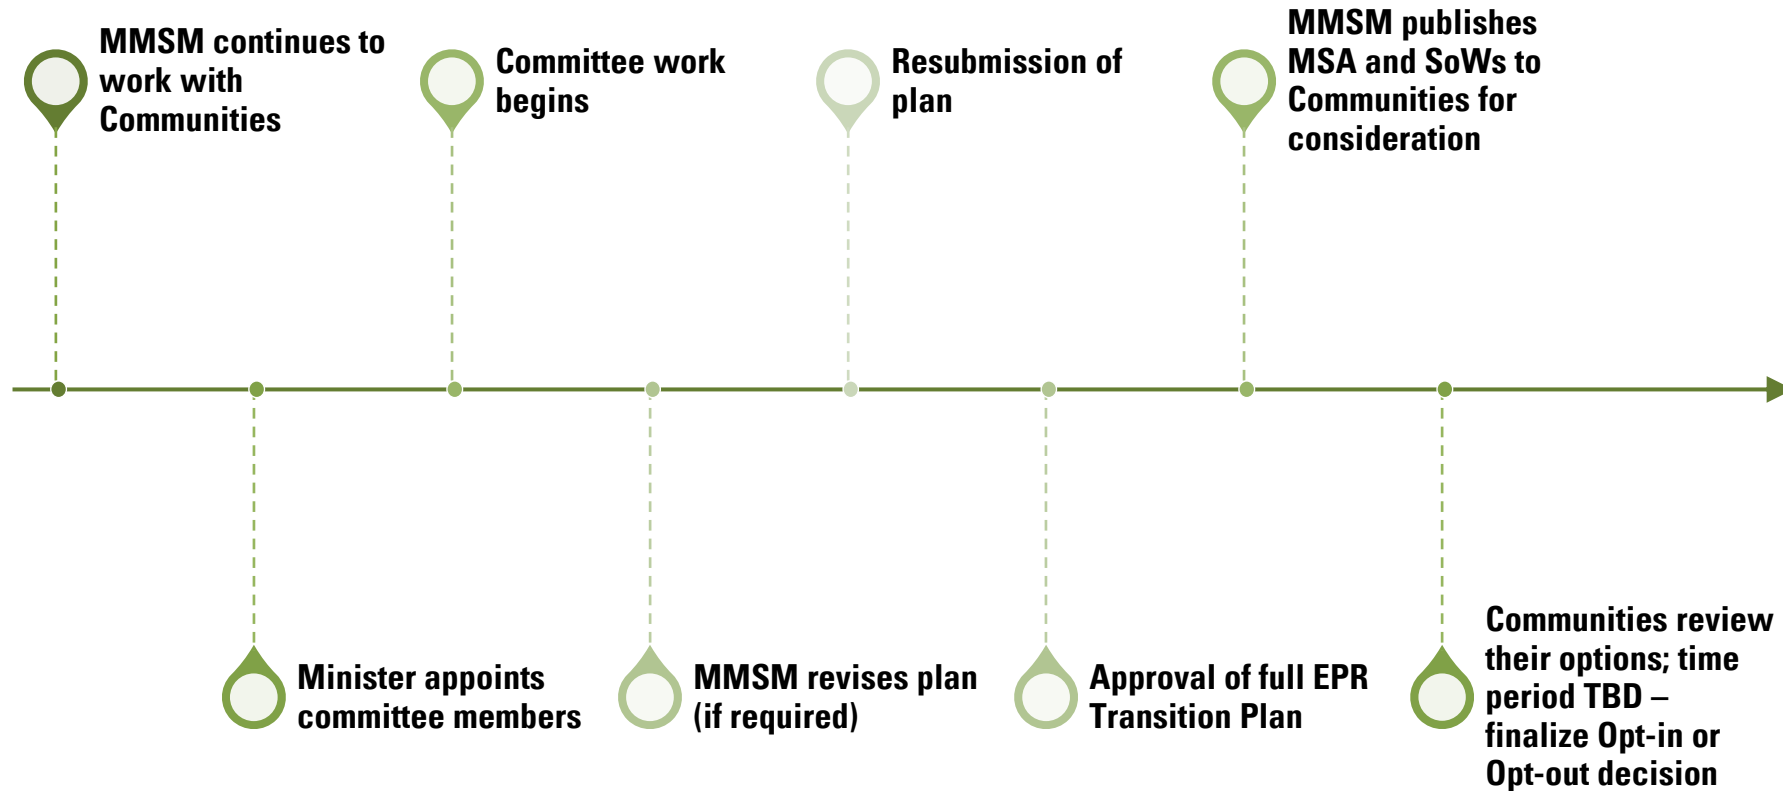 MMSM continues to
work with
Communities
Minister appoints
committee members
Committee work
begins
MMSM revises plan
(if required)
Resubmission of
plan
Approval of full EPR
Transition Plan
MMSM publishes
MSA and SoWs to
Communities for
consideration
Communities review
their options; time
period TBD –
finalize Opt-in or
Opt-out decision